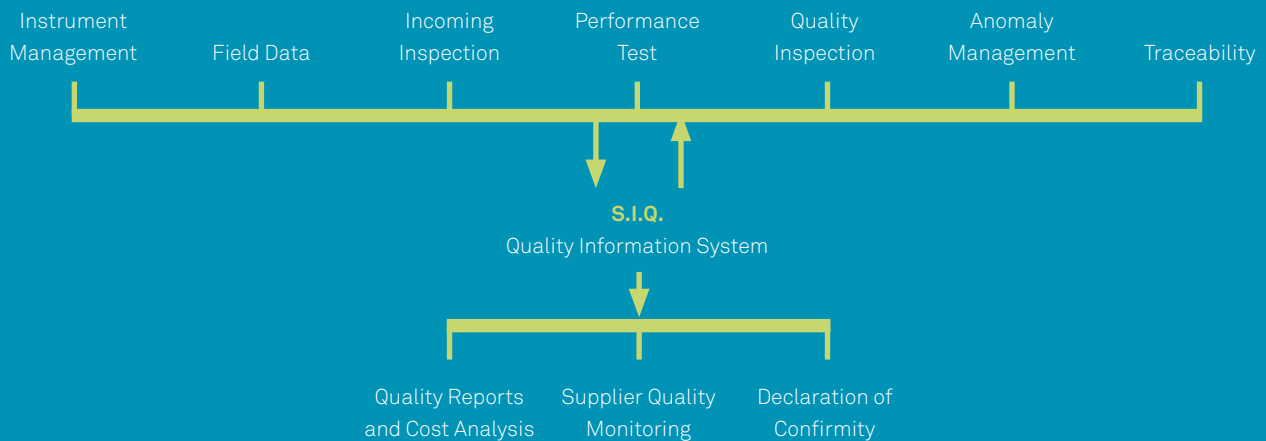 Instrument
Management
Field Data
Incoming
Inspection
Performance
Test
Quality
Inspection
Anomaly
Management
Traceability
S.I.Q.
Quality Information System
Quality Reports
and Cost Analysis
Supplier Quality
Monitoring
Declaration of
Confirmity